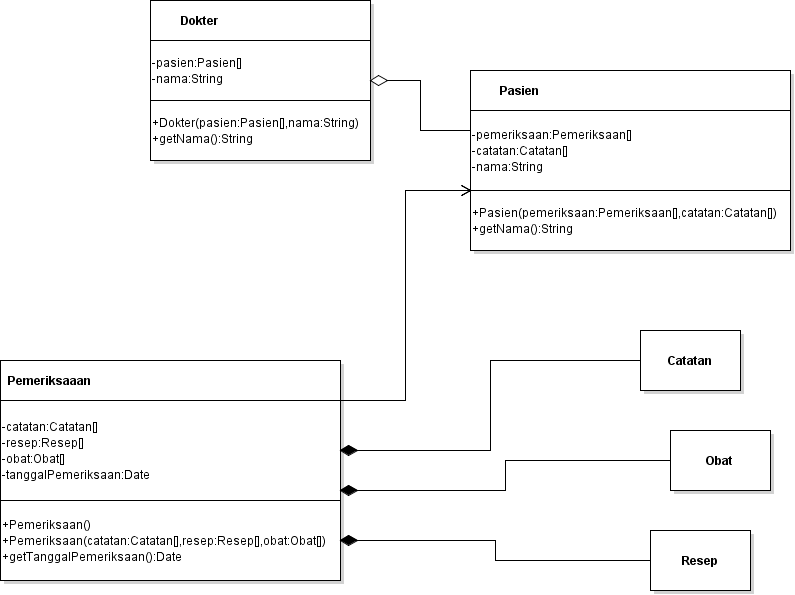 Dokter
-pasien:Pasien[]
-nama:String
+Dokter(pasien:Pasien[],nama:String)
+getNama():String
Pasien
-pemeriksaan:Pemeriksaan[]
-catatan:Catatan[]
-nama:String
+Pasien(pemeriksaan:Pemeriksaan[],catatan:Catatan[])
+getNama():String
Pemeriksaaan
-catatan:Catatan[]
-resep:Resep[]
-obat:Obat[]
-tanggalPemeriksaan:Date
+Pemeriksaan()
+Pemeriksaan(catatan:Catatan[],resep:Resep[],obat:Obat[])
+getTanggalPemeriksaan():Date
Catatan
Obat
Resep